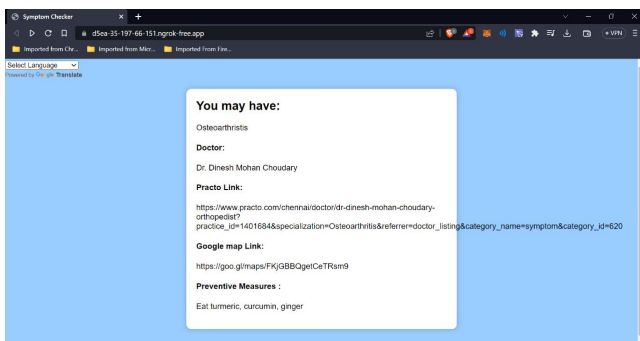 Symptom Checker
d5ea-35-197-66-151.ngrok-free.app
VPN
Imported from Chr...
Imported from Micr...
Imported From Fire...
Select Language
Powered by Google Translate
You may have:
Osteoarthristis
Doctor:
Dr. Dinesh Mohan Choudary
Practo Link:
https://www.practo.com/chennai/doctor/dr-dinesh-mohan-choudary-
orthopedist?
practice_id=1401684&specialization=Osteoarthritis&referrer=doctor_listing&category_name=symptom&category_id=620
Google map Link:
https://goo.gl/maps/FKjGBBQgetCeTRsm9
Preventive Measures :
Eat turmeric, curcumin, ginger